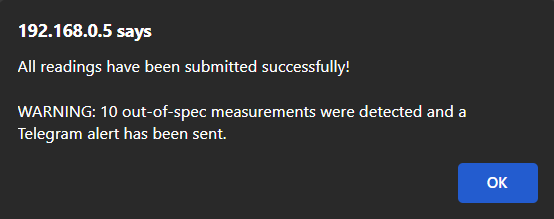 192.168.0.5 says
All readings have been submitted successfully!
WARNING: 10 out-of-spec measurements were detected and a
Telegram alert has been sent.
OK